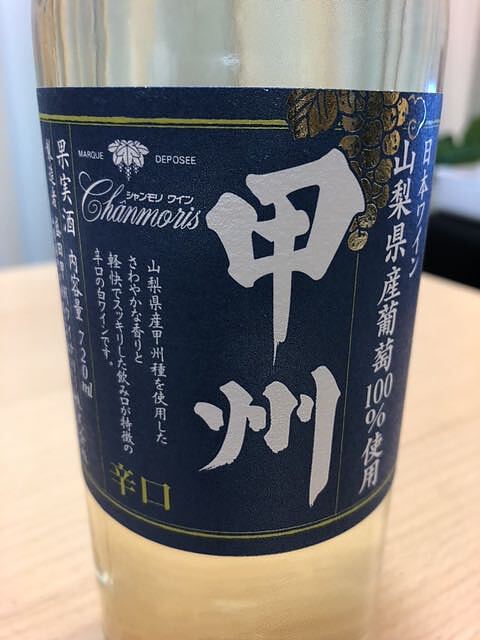 日本ワイン
山梨県産葡萄100%使用
甲州
MARQUE DEPOSEE
シャンモリ ワイン
Chanmoris
山梨県産甲州種を使用した
さわやかな香りと
軽快でスッキリした飲み口が特徴の
辛口の白ワインです。
辛口
果実酒 内容量 720ml
製造者